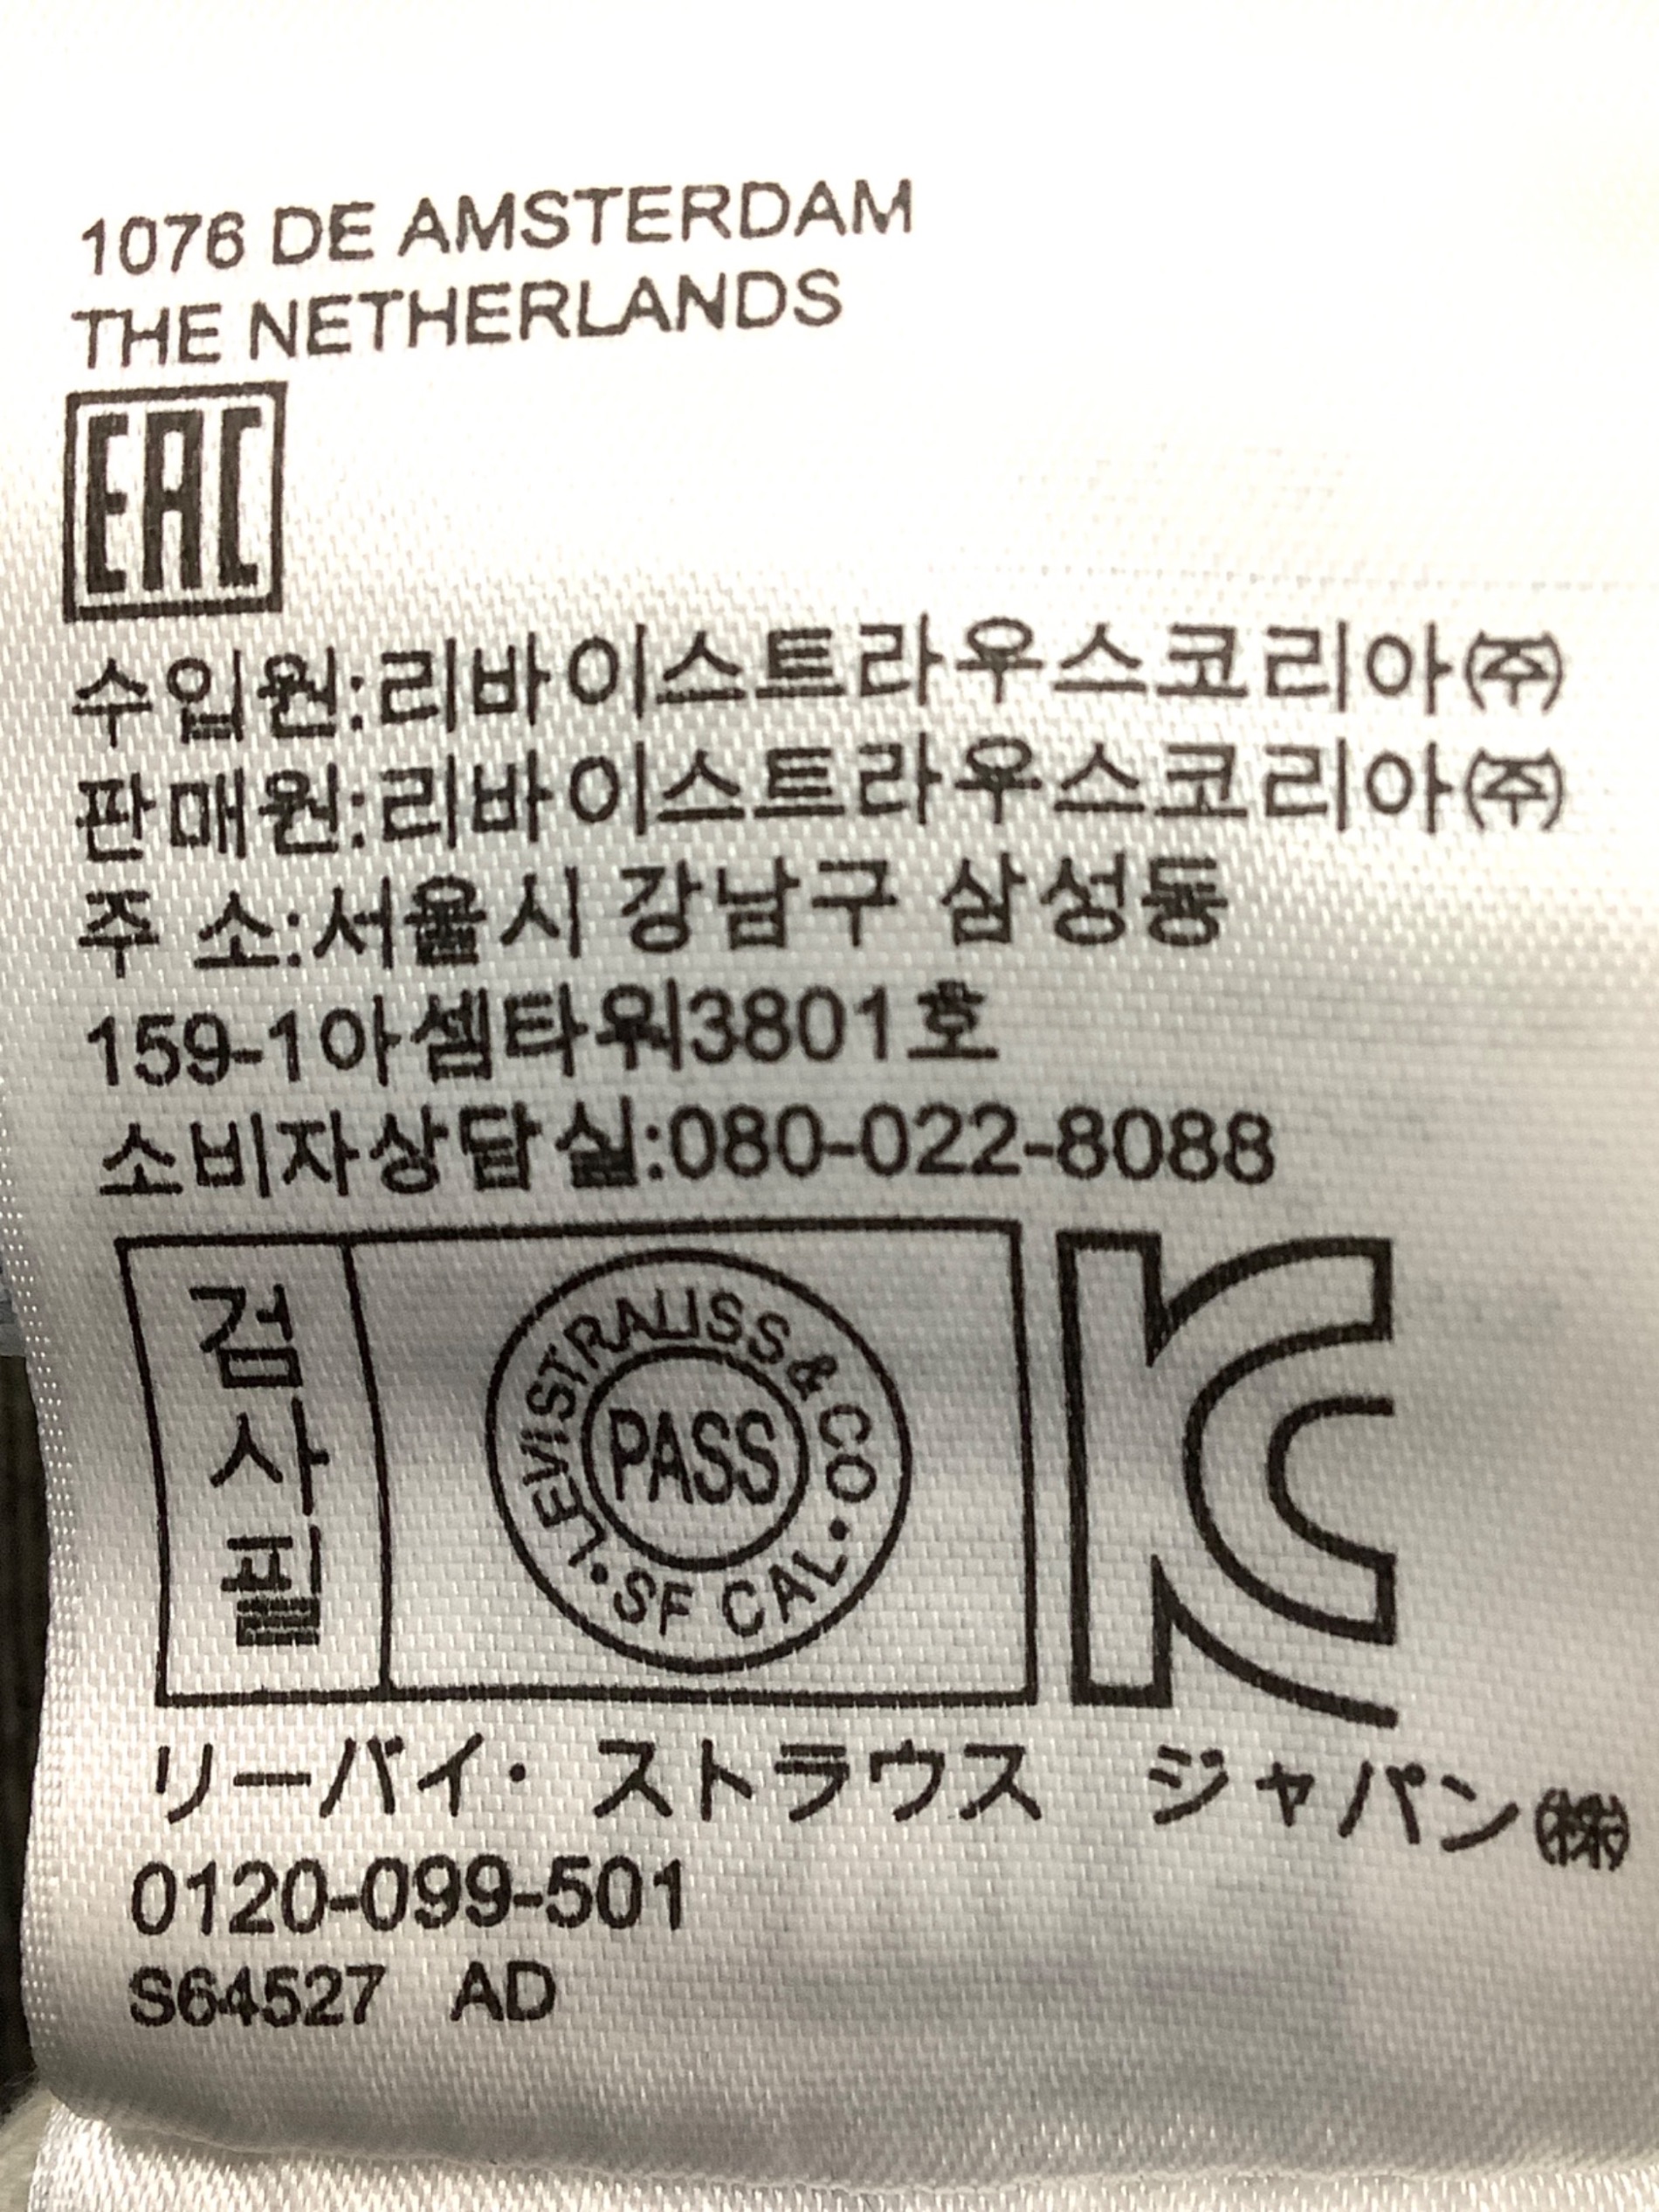 1076 DE AMSTERDAM
THE NETHERLANDS
EAC
수입원:리바이스트라우스코리아㈜
판매원:리바이스트라우스코리아㈜
주 소:서울시 강남구 삼성동
159-1아셈타워3801호
소비자상담실:080-022-8088
검사필
LEVI STRAUSS & CO • SF CAL •
PASS
KC
リーバイ・ストラウス ジャパン㈱
0120-099-501
S64527 AD